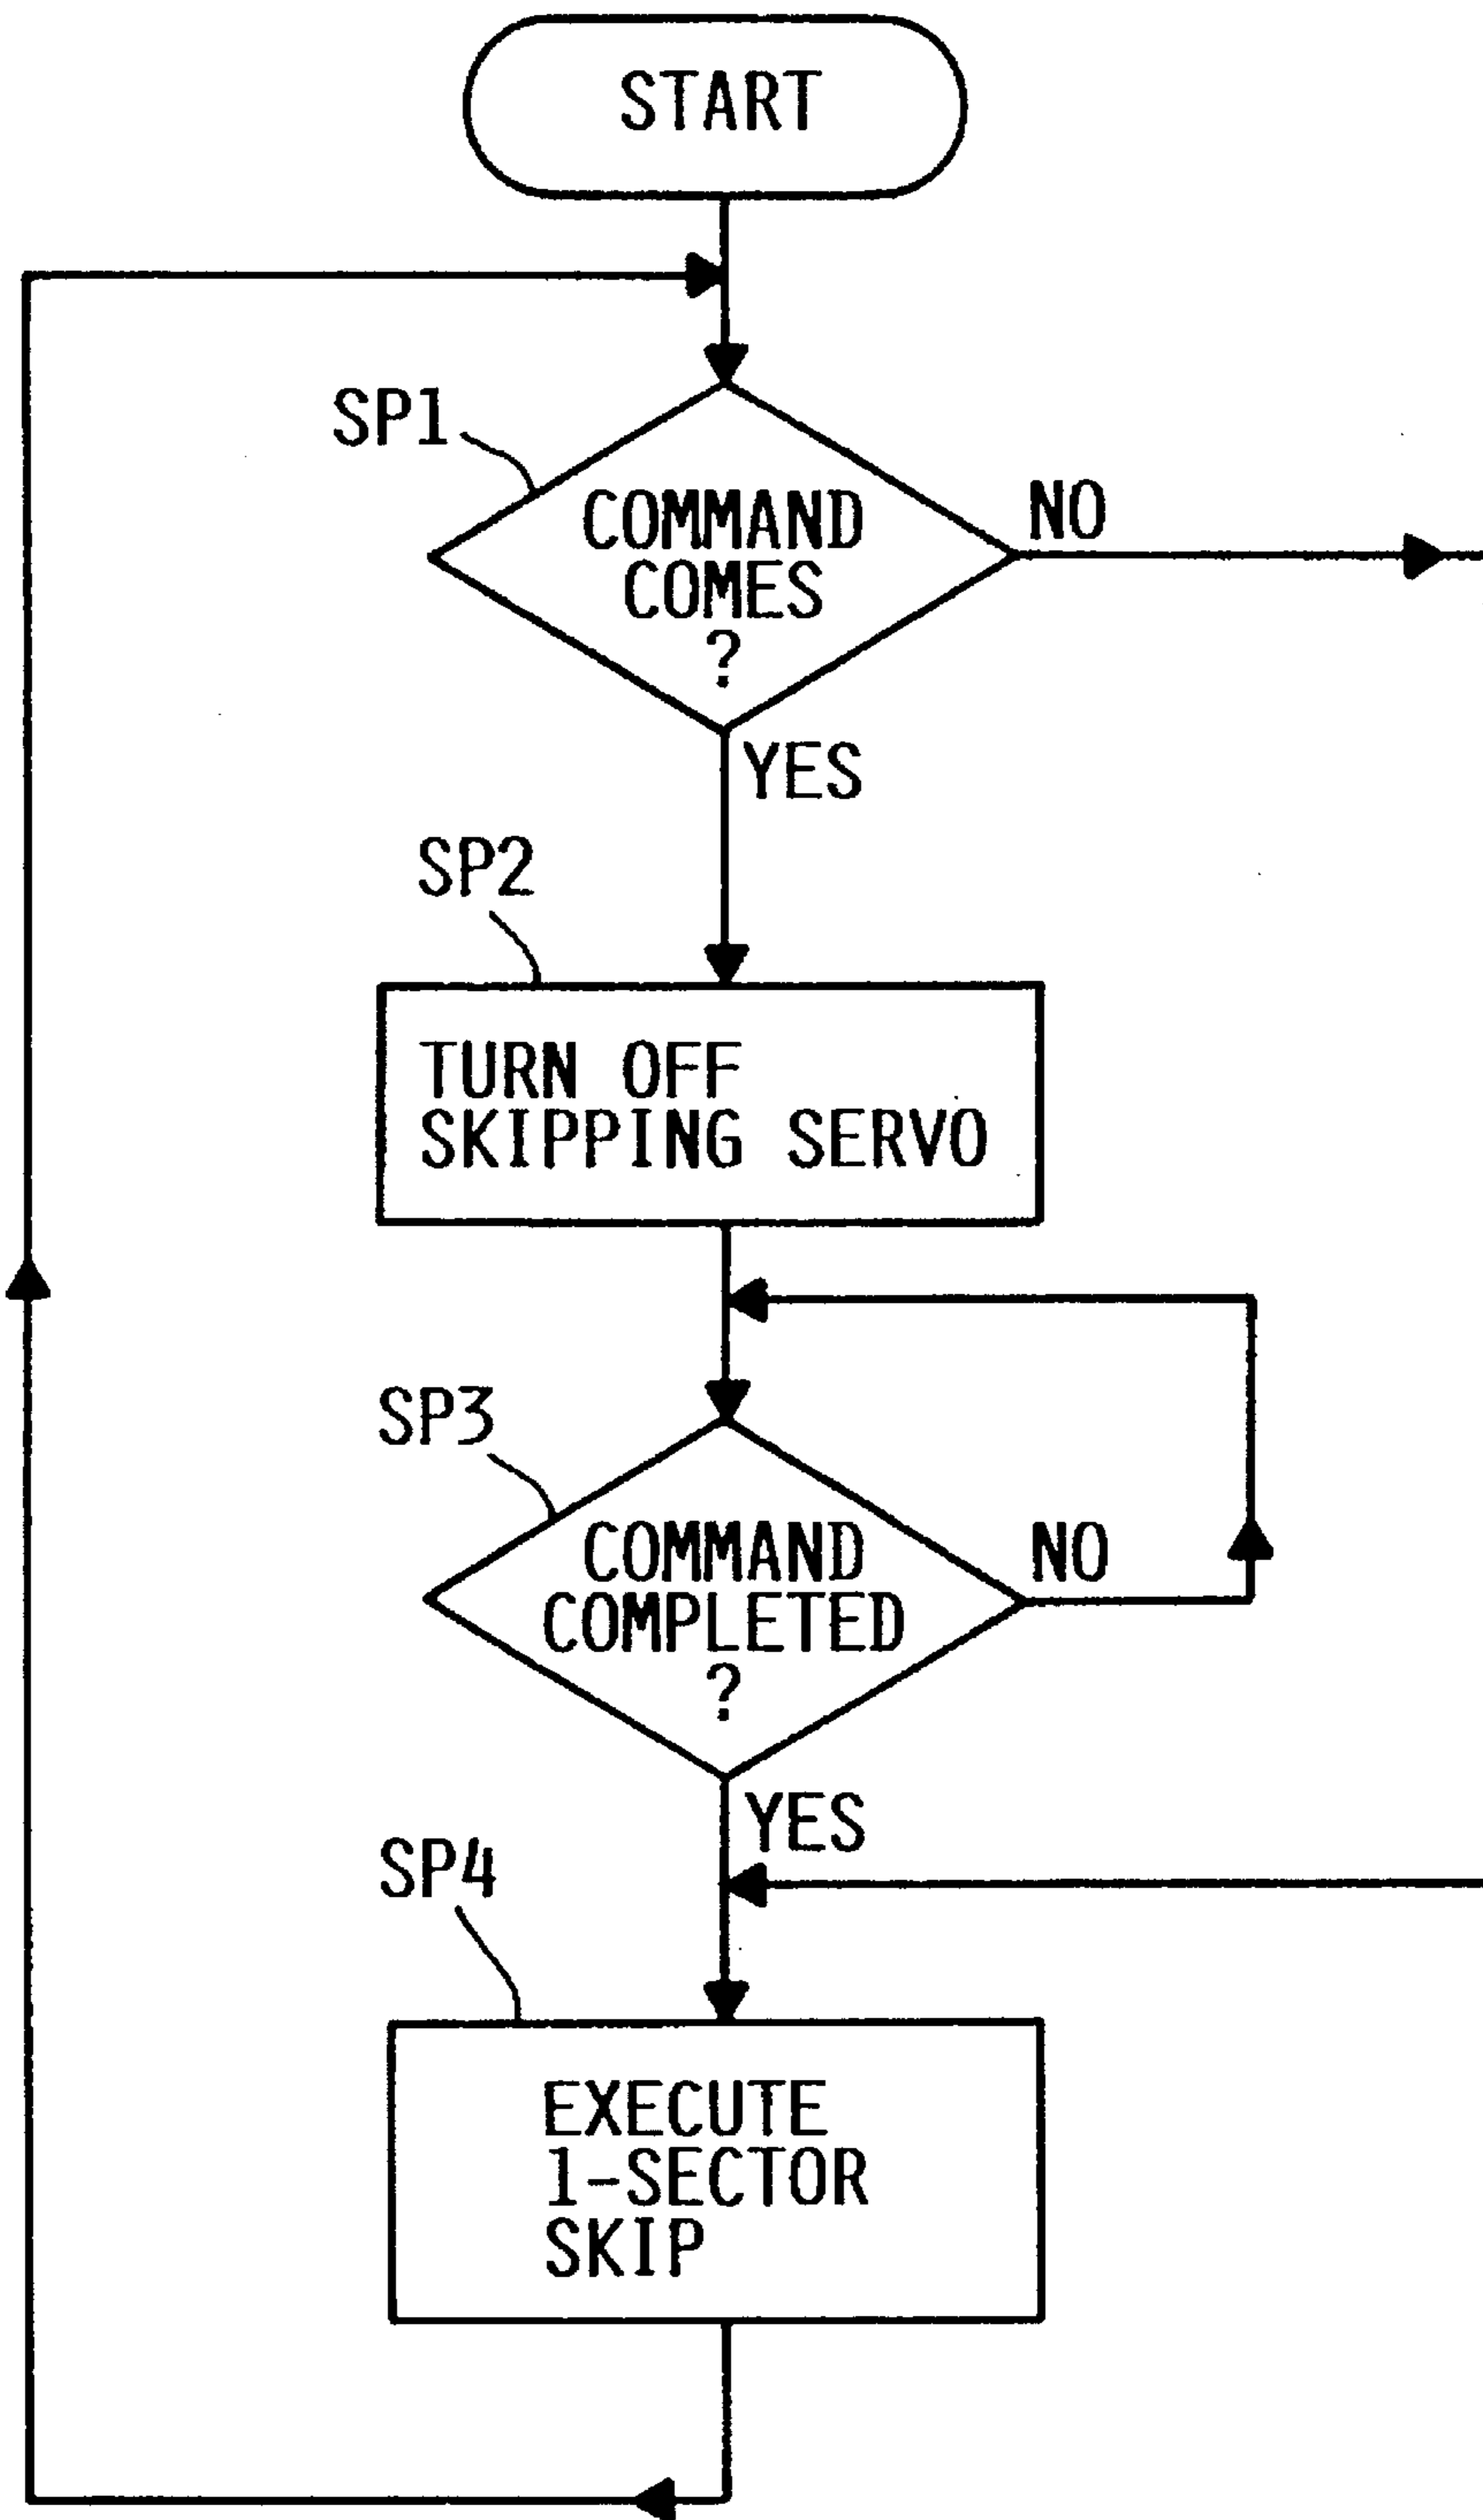 START
SP1
COMMAND
COMES
?
NO
YES
SP2
TURN OFF
SKIPPING SERVO
SP3
COMMAND
COMPLETED
?
NO
YES
SP4
EXECUTE
1-SECTOR
SKIP